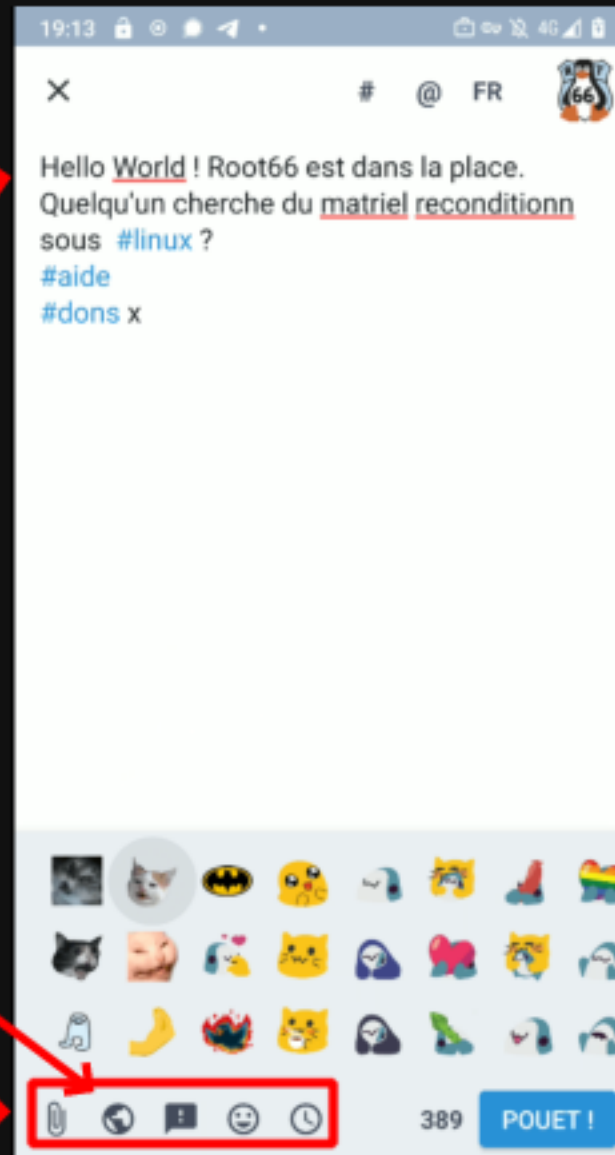 19:13 4G
# @ FR
66
Hello World ! Root66 est dans la place.
Quelqu'un cherche du matriel reconditionn
sous #linux ?
#aide
#dons x
389 POUET !